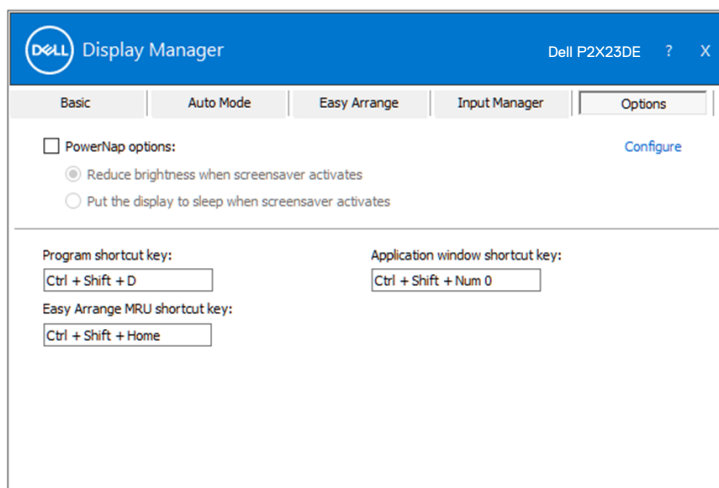 DELL Display Manager Dell P2X23DE ? X
Basic Auto Mode Easy Arrange Input Manager Options
PowerNap options: Configure
Reduce brightness when screensaver activates
Put the display to sleep when screensaver activates
Program shortcut key: Application window shortcut key:
Ctrl + Shift + D Ctrl + Shift + Num 0
Easy Arrange MRU shortcut key:
Ctrl + Shift + Home